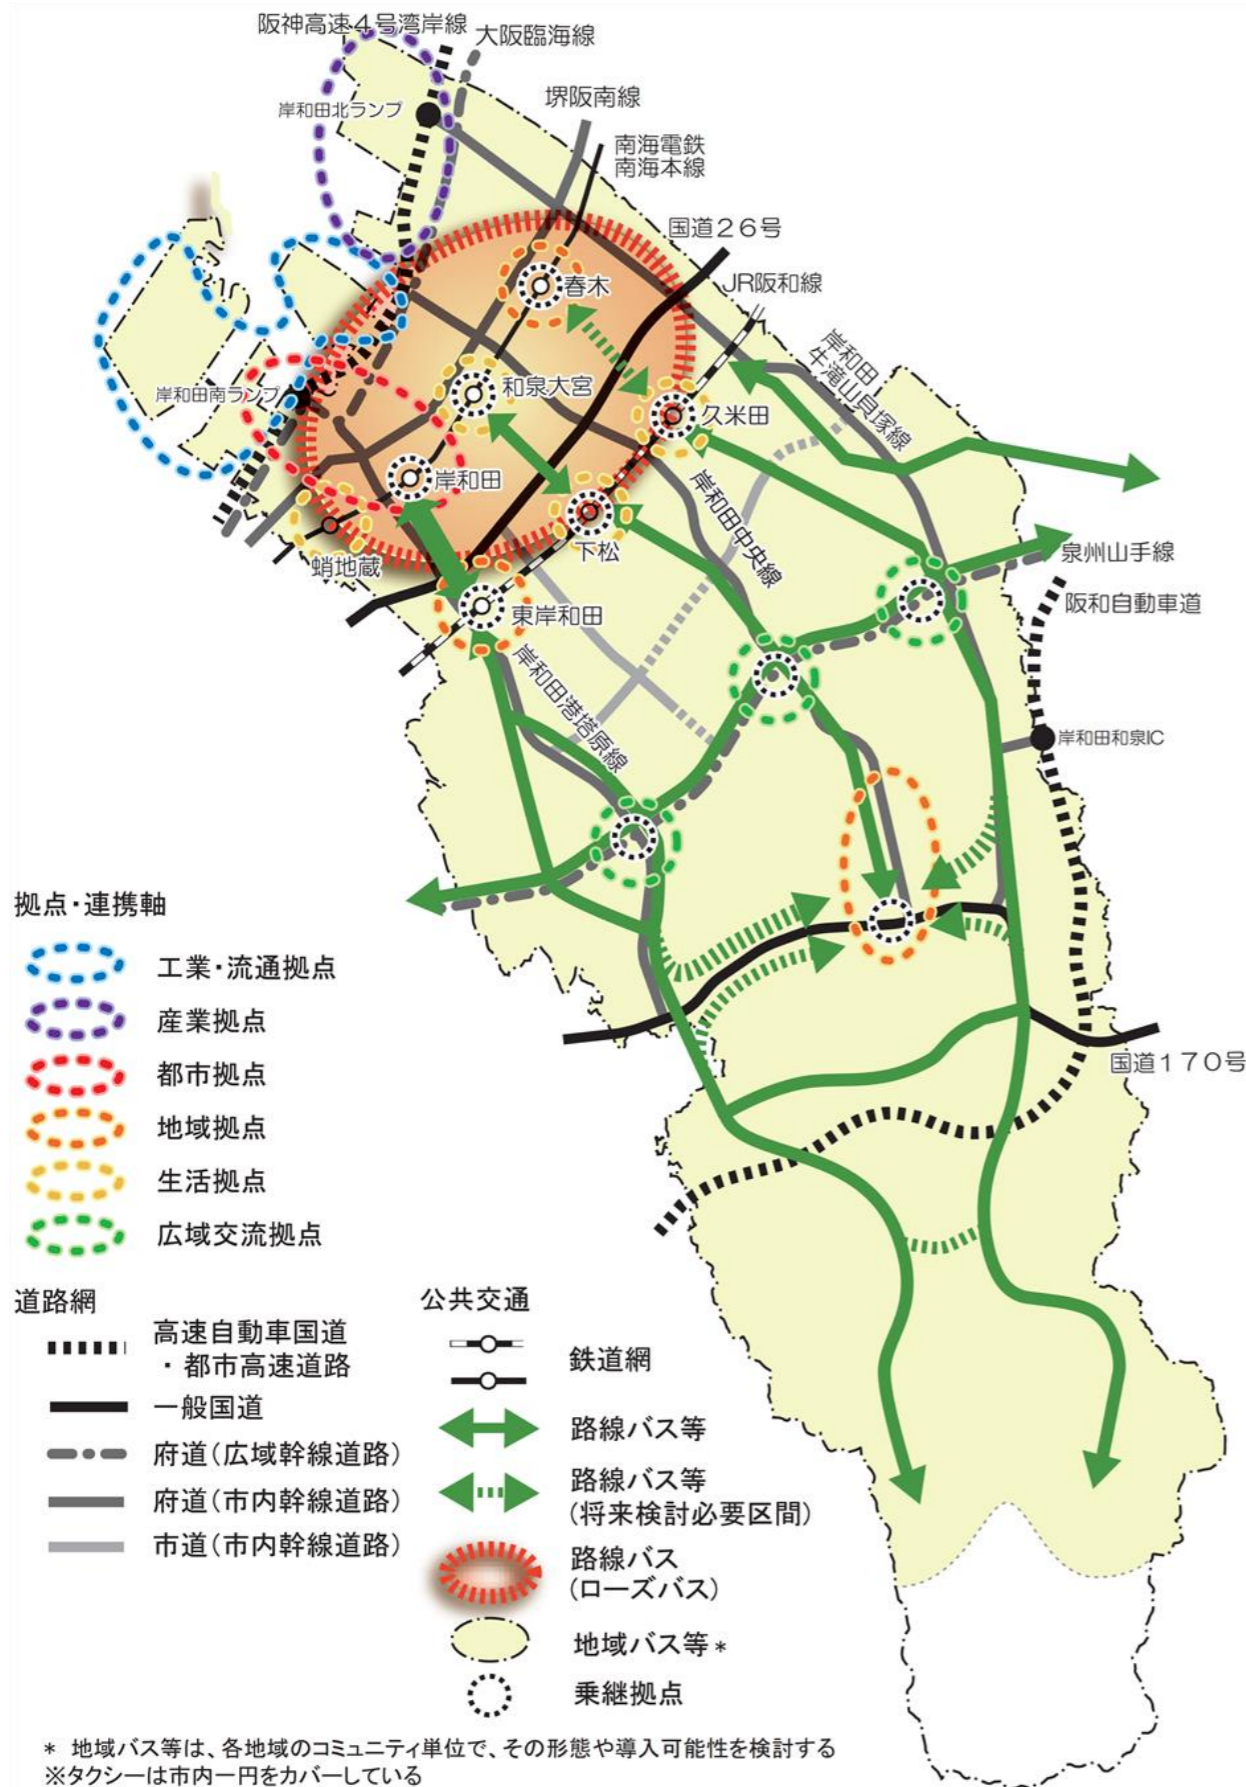 阪神高速4号湾岸線
大阪臨海線
岸和田北ランプ
堺阪南線
南海電鉄
南海本線
国道26号
JR阪和線
春木
岸和田
牛滝山貝塚線
和泉大宮
岸和田南ランプ
久米田
岸和田
岸和田中央線
下松
蛸地蔵
泉州山手線
阪和自動車道
東岸和田
岸和田港塔原線
岸和田和泉IC
国道170号
拠点・連携軸
工業・流通拠点
産業拠点
都市拠点
地域拠点
生活拠点
広域交流拠点
道路網
高速自動車国道
・都市高速道路
一般国道
府道(広域幹線道路)
府道(市内幹線道路)
市道(市内幹線道路)
公共交通
鉄道網
路線バス等
路線バス等
(将来検討必要区間)
路線バス
(ローズバス)
地域バス等*
乗継拠点
* 地域バス等は、各地域のコミュニティ単位で、その形態や導入可能性を検討する
※タクシーは市内一円をカバーしている